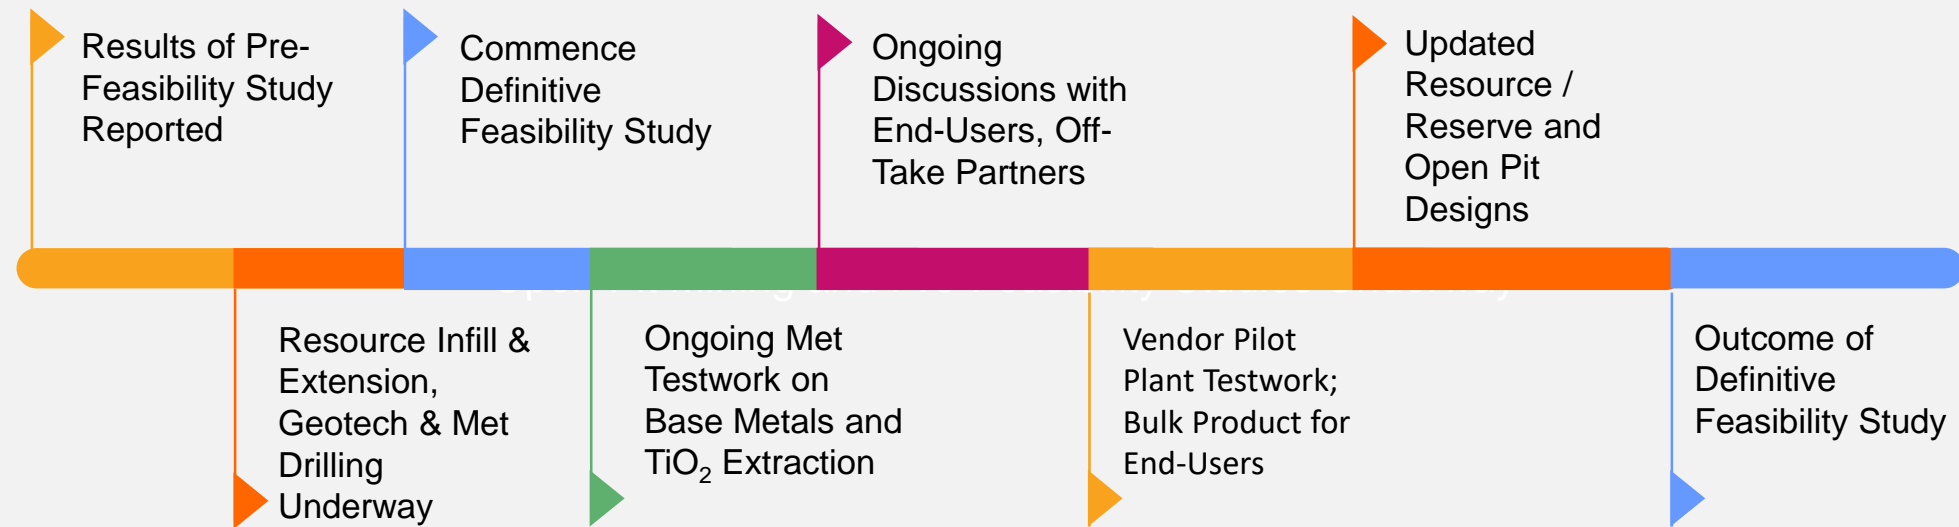 Results of Pre-
Feasibility Study
Reported
Commence
Definitive
Feasibility Study
Ongoing
Discussions with
End-Users, Off-
Take Partners
Updated
Resource /
Reserve and
Open Pit
Designs
Resource Infill &
Extension,
Geotech & Met
Drilling
Underway
Ongoing Met
Testwork on
Base Metals and
TiO₂ Extraction
Vendor Pilot
Plant Testwork;
Bulk Product for
End-Users
Outcome of
Definitive
Feasibility Study